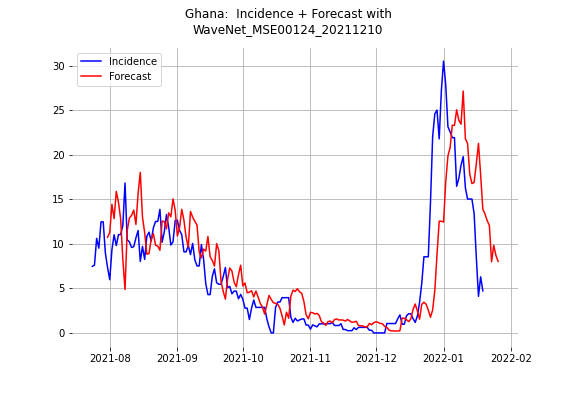 Ghana:  Incidence + Forecast with
WaveNet_MSE00124_20211210
Incidence
Forecast
30
25
20
15
10
5
0
2021-08 2021-09 2021-10 2021-11 2021-12 2022-01 2022-02